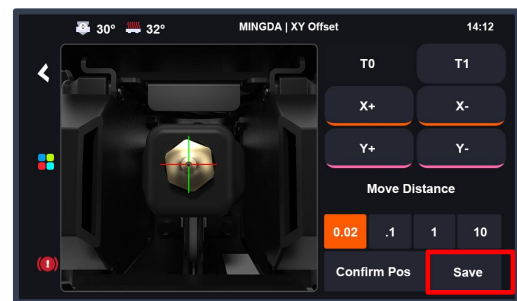 30° 32° MINGDA | XY Offset 14:12
T0 T1
X+ X-
Y+ Y-
Move Distance
0.02 .1 1 10
Confirm Pos Save